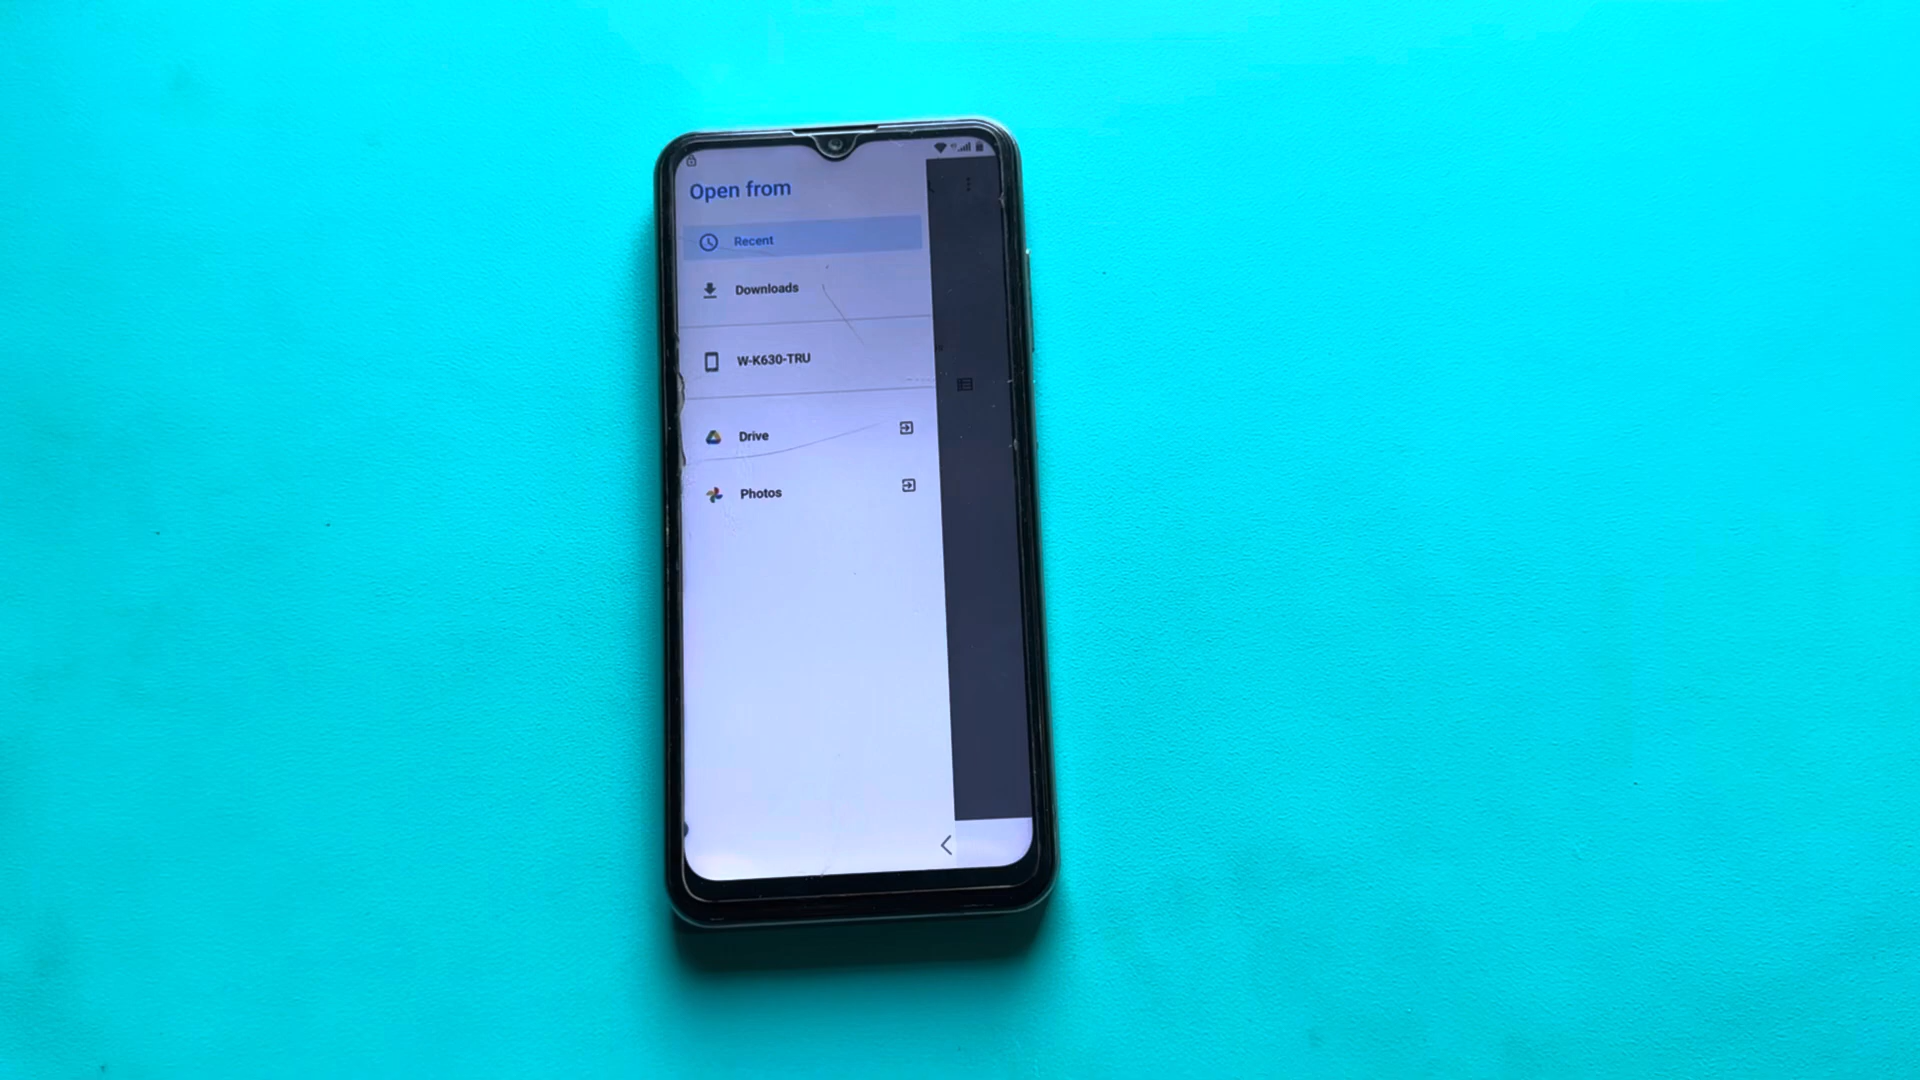 Open from
Recent
Downloads
W-K630-TRU
Drive
Photos